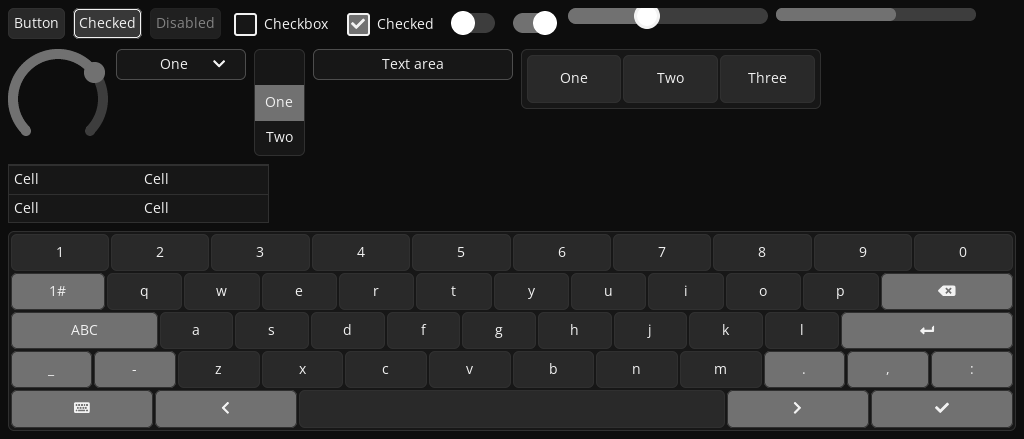 Button Checked Disabled Checkbox Checked
One Text area One Two Three
One
Two
Cell Cell
Cell Cell
1 2 3 4 5 6 7 8 9 0
1# q w e r t y u i o p
ABC a s d f g h j k l
_ - z x c v b n m . , :